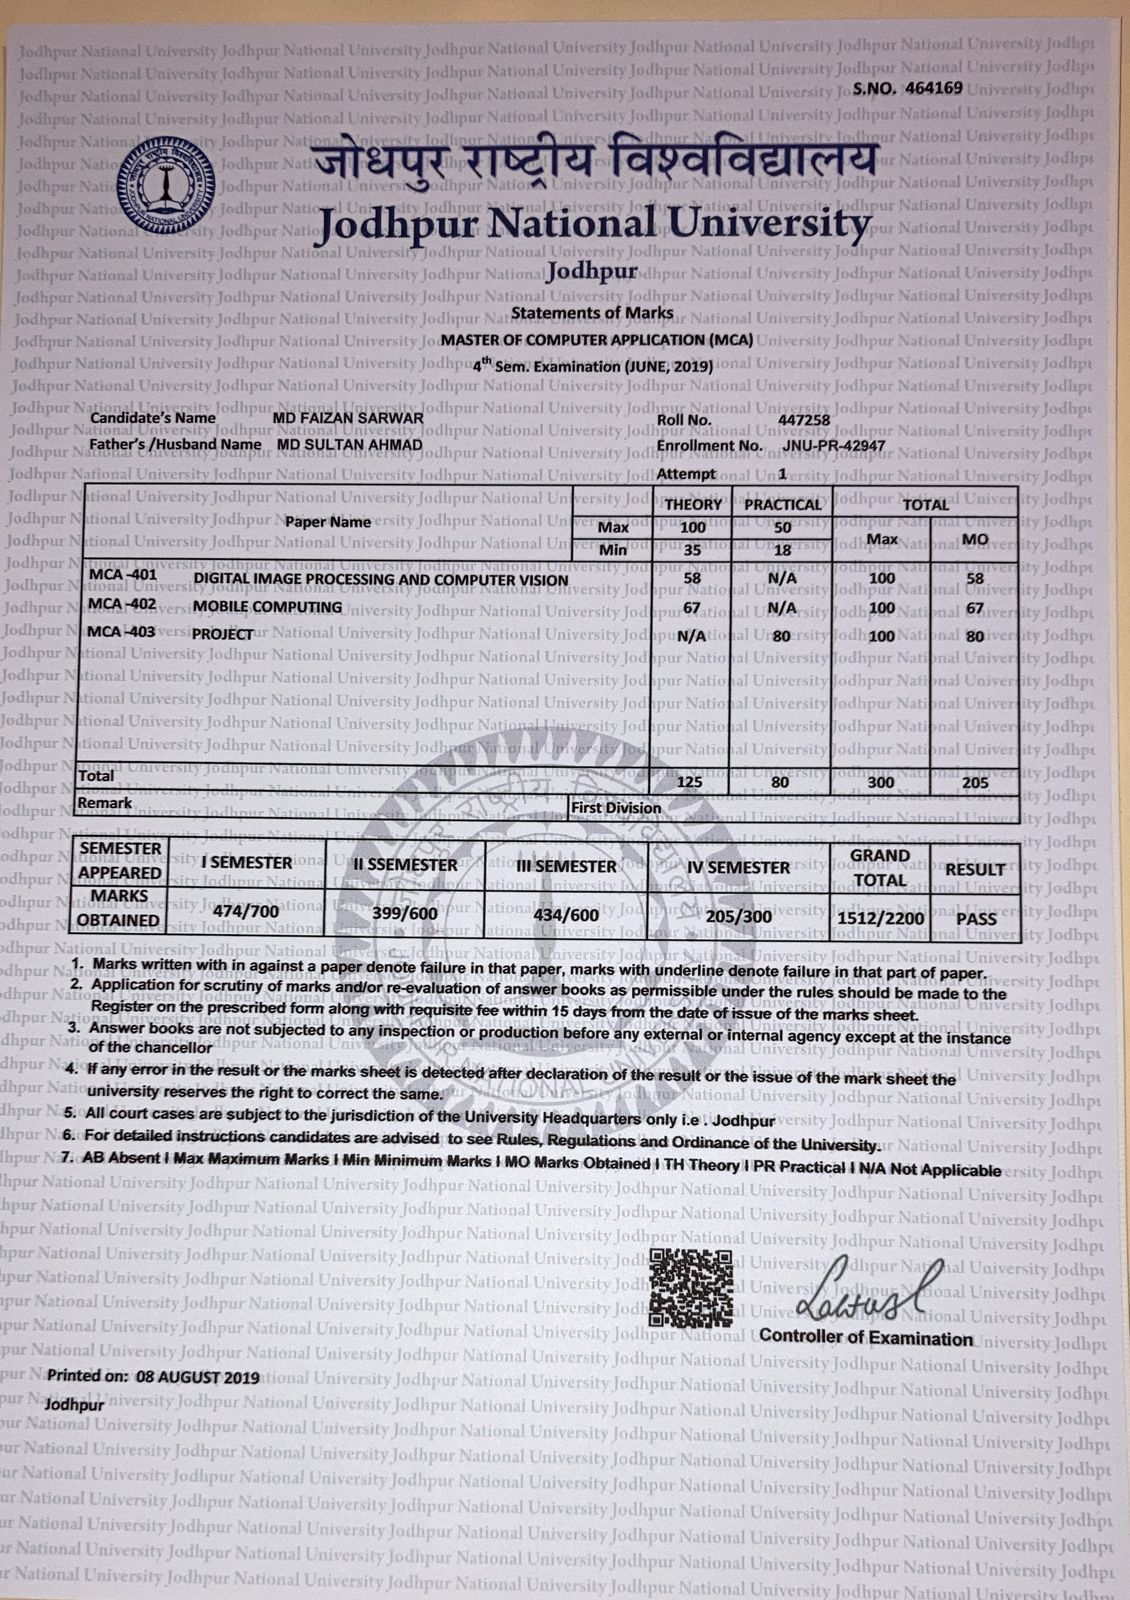 S.NO. 464169
जोधपुर राष्ट्रीय विश्वविद्यालय
Jodhpur National University
Jodhpur
Statements of Marks
MASTER OF COMPUTER APPLICATION (MCA)
4th Sem. Examination (JUNE, 2019)
Candidate's Name MD FAIZAN SARWAR Roll No. 447258
Father's /Husband Name MD SULTAN AHMAD Enrollment No. JNU-PR-42947
Attempt 1
Paper Name THEORY PRACTICAL TOTAL
Max 100 50 Max MO
Min 35 18
MCA -401 DIGITAL IMAGE PROCESSING AND COMPUTER VISION 58 N/A 100 58
MCA -402 MOBILE COMPUTING 67 N/A 100 67
MCA -403 PROJECT N/A 80 100 80
Total 125 80 300 205
Remark First Division
SEMESTER APPEARED I SEMESTER II SSEMESTER III SEMESTER IV SEMESTER GRAND TOTAL RESULT
MARKS OBTAINED 474/700 399/600 434/600 205/300 1512/2200 PASS
1. Marks written with in against a paper denote failure in that paper, marks with underline denote failure in that part of paper.
2. Application for scrutiny of marks and/or re-evaluation of answer books as permissible under the rules should be made to the
Register on the prescribed form along with requisite fee within 15 days from the date of issue of the marks sheet.
3. Answer books are not subjected to any inspection or production before any external or internal agency except at the instance
of the chancellor
4. If any error in the result or the marks sheet is detected after declaration of the result or the issue of the mark sheet the
university reserves the right to correct the same.
5. All court cases are subject to the jurisdiction of the University Headquarters only i.e . Jodhpur
6. For detailed instructions candidates are advised to see Rules, Regulations and Ordinance of the University.
7. AB Absent I Max Maximum Marks I Min Minimum Marks I MO Marks Obtained I TH Theory I PR Practical I N/A Not Applicable
Controller of Examination
Printed on: 08 AUGUST 2019
Jodhpur